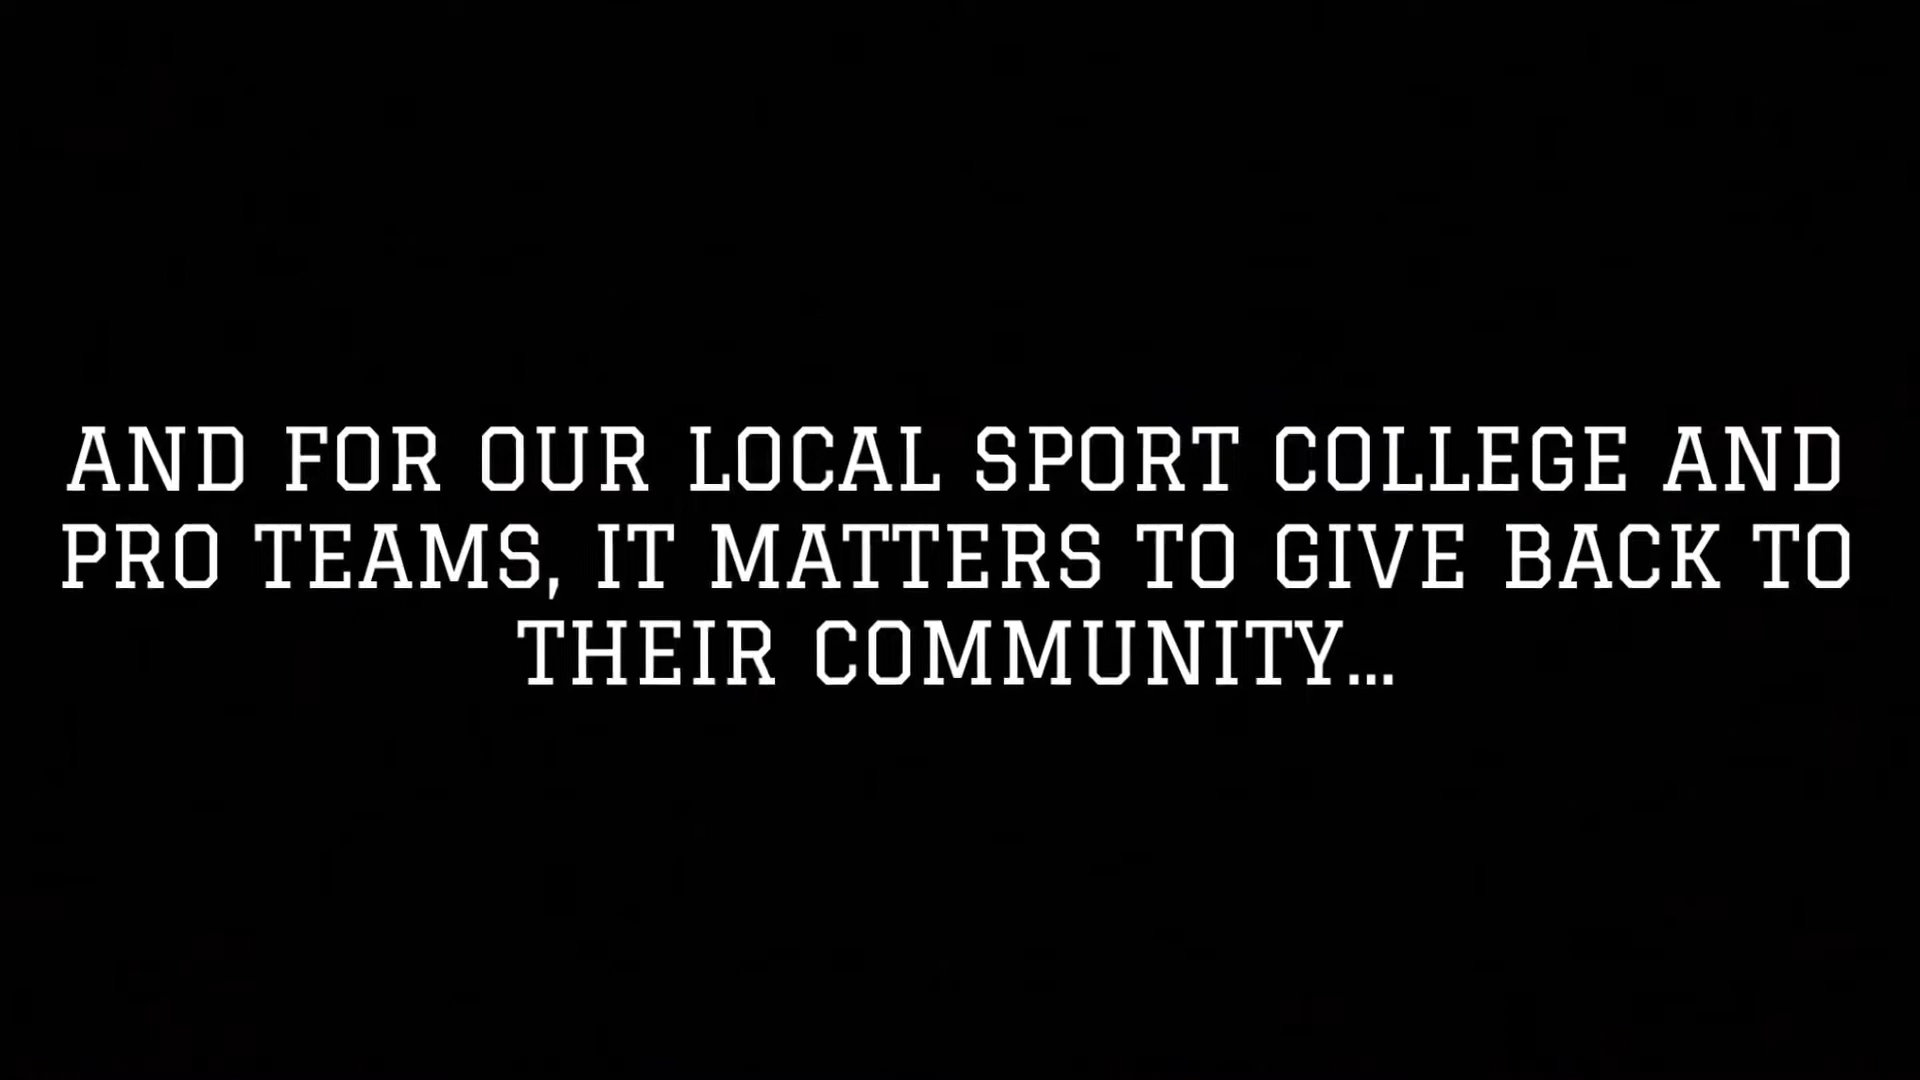 AND FOR OUR LOCAL SPORT COLLEGE AND
PRO TEAMS, IT MATTERS TO GIVE BACK TO
THEIR COMMUNITY...